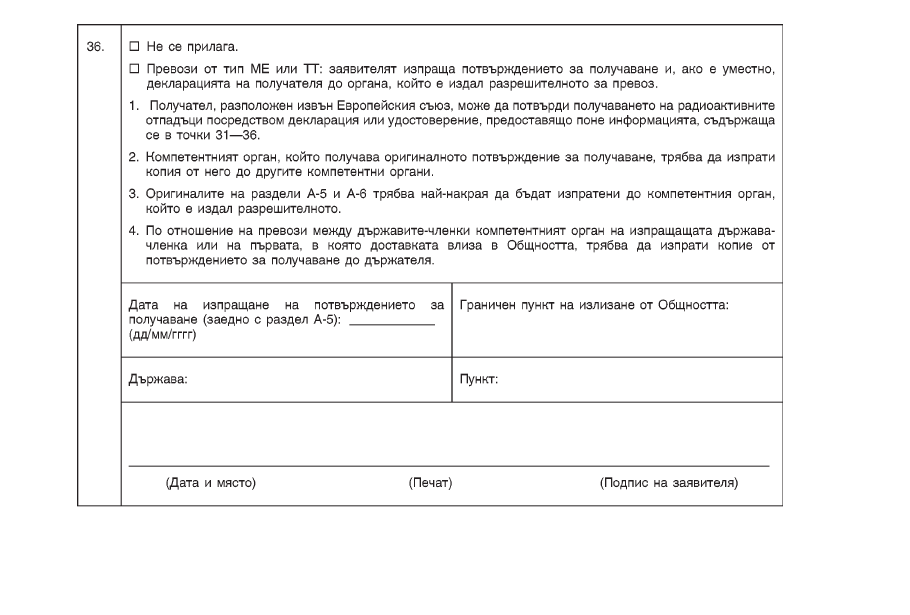 36.
☐ Не се прилага.
☐ Превози от тип МЕ или ТТ: заявителят изпраща потвърждението за получаване и, ако е уместно,
декларацията на получателя до органа, който е издал разрешителното за превоз.
1. Получател, разположен извън Европейския съюз, може да потвърди получаването на радиоактивните
отпадъци посредством декларация или удостоверение, предоставящо поне информацията, съдържаща
се в точки 31—36.
2. Компетентният орган, който получава оригиналното потвърждение за получаване, трябва да изпрати
копия от него до другите компетентни органи.
3. Оригиналите на раздели А-5 и А-6 трябва най-накрая да бъдат изпратени до компетентния орган,
който е издал разрешителното.
4. По отношение на превози между държавите-членки компетентният орган на изпращащата държава-
членка или на първата, в която доставката влиза в Общността, трябва да изпрати копие от
потвърждението за получаване до държателя.
Дата на изпращане на потвърждението за
получаване (заедно с раздел А-5): ____________
(дд/мм/гггг)
Граничен пункт на излизане от Общността:
Държава:
Пункт:
(Дата и място)
(Печат)
(Подпис на заявителя)